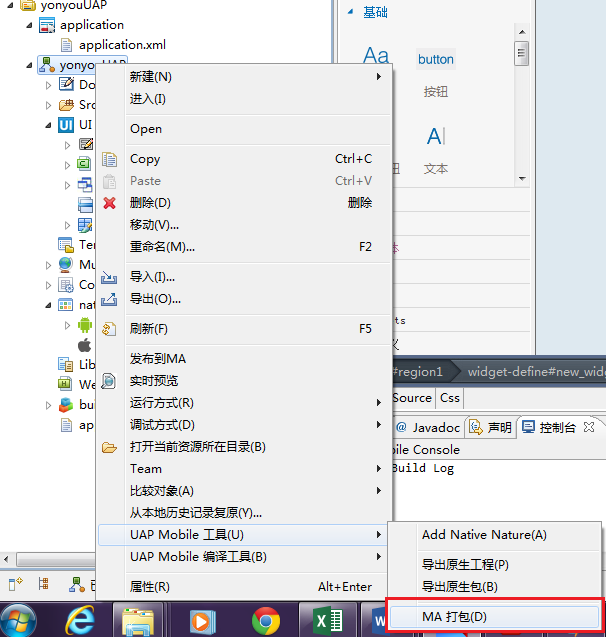 yonyouUAP
application
application.xml
yonyouUAP
Do
Src
UI
Ter
Mu
Co
nat
Lib
We
bu
ap
基础
Aa
button
按钮
钮
A
文本
本
ts
义
新建(N)
进入(I)
Open
Copy Ctrl+C
Paste Ctrl+V
删除(D) 删除
移动(V)...
重命名(M)... F2
导入(I)...
导出(O)...
刷新(F) F5
发布到MA
实时预览
运行方式(R)
调试方式(D)
打开当前资源所在目录(B)
Team
比较对象(A)
从本地历史记录复原(Y)...
UAP Mobile 工具(U)
UAP Mobile 编译工具(B)
属性(R) Alt+Enter
#region1 widget-define#new_wid
Source Css
@ Javadoc 声明 控制台
bile Console
Build Log
Add Native Nature(A)
导出原生工程(P)
导出原生包(B)
MA 打包(D)